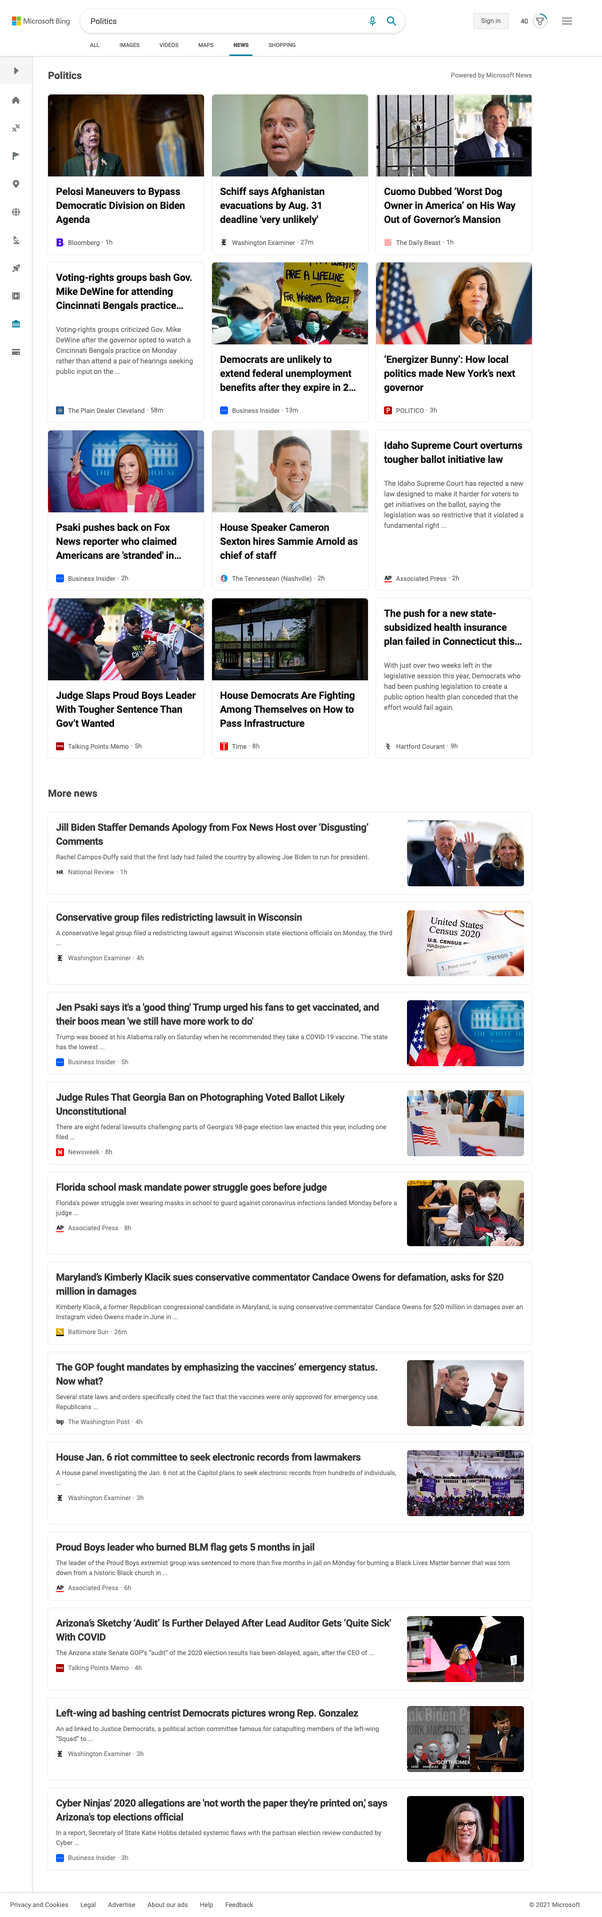 Microsoft Bing
Politics
Sign in
40
ALL
IMAGES
VIDEOS
MAPS
NEWS
SHOPPING
Politics
Powered by Microsoft News
Pelosi Maneuvers to Bypass
Democratic Division on Biden
Agenda
Bloomberg · 1h
Schiff says Afghanistan
evacuations by Aug. 31
deadline 'very unlikely'
Washington Examiner · 27m
Cuomo Dubbed ‘Worst Dog
Owner in America’ on His Way
Out of Governor’s Mansion
The Daily Beast · 1h
Voting-rights groups bash Gov.
Mike DeWine for attending
Cincinnati Bengals practice...
Voting-rights groups criticized Gov. Mike
DeWine after the governor opted to watch a
Cincinnati Bengals practice on Monday
rather than attend a pair of hearings seeking
public input on the ...
The Plain Dealer Cleveland · 58m
ARE A LIFELINE
FOR WORKING PEOPLE!
Democrats are unlikely to
extend federal unemployment
benefits after they expire in 2...
Business Insider · 13m
‘Energizer Bunny’: How local
politics made New York’s next
governor
POLITICO · 3h
Psaki pushes back on Fox
News reporter who claimed
Americans are 'stranded' in...
Business Insider · 2h
House Speaker Cameron
Sexton hires Sammie Arnold as
chief of staff
The Tennessean (Nashville) · 2h
Idaho Supreme Court overturns
tougher ballot initiative law
The Idaho Supreme Court has rejected a new
law designed to make it harder for voters to
get initiatives on the ballot, saying the
legislation was so restrictive that it violated a
fundamental right ...
AP Associated Press · 2h
Judge Slaps Proud Boys Leader
With Tougher Sentence Than
Gov’t Wanted
Talking Points Memo · 5h
House Democrats Are Fighting
Among Themselves on How to
Pass Infrastructure
Time · 8h
The push for a new state-
subsidized health insurance
plan failed in Connecticut this...
With just over two weeks left in the
legislative session this year, Democrats who
had been pushing legislation to create a
public option health plan conceded that the
effort would fail again.
Hartford Courant · 9h
More news
Jill Biden Staffer Demands Apology from Fox News Host over ‘Disgusting’
Comments
Rachel Campos-Duffy said that the first lady had failed the country by allowing Joe Biden to run for president.
NR National Review · 1h
Conservative group files redistricting lawsuit in Wisconsin
A conservative legal group filed a redistricting lawsuit against Wisconsin state elections officials on Monday, the third
...
Washington Examiner · 4h
United States
Census 2020
U.S. CENSUS
Person 2
Jen Psaki says it's a 'good thing' Trump urged his fans to get vaccinated, and
their boos mean 'we still have more work to do'
Trump was booed at his Alabama rally on Saturday when he recommended they take a COVID-19 vaccine. The state
has the lowest ...
Business Insider · 5h
Judge Rules That Georgia Ban on Photographing Voted Ballot Likely
Unconstitutional
There are eight federal lawsuits challenging parts of Georgia's 98-page election law enacted this year, including one
filed ...
N Newsweek · 8h
Florida school mask mandate power struggle goes before judge
Florida's power struggle over wearing masks in school to guard against coronavirus infections landed Monday before a
judge ...
AP Associated Press · 8h
Maryland’s Kimberly Klacik sues conservative commentator Candace Owens for defamation, asks for $20
million in damages
Kimberly Klacik, a former Republican congressional candidate in Maryland, is suing conservative commentator Candace Owens for $20 million in damages over an
Instagram video Owens made in June in ...
Baltimore Sun · 26m
The GOP fought mandates by emphasizing the vaccines’ emergency status.
Now what?
Several state laws and orders specifically cited the fact that the vaccines were only approved for emergency use.
Republicans ...
wp The Washington Post · 4h
House Jan. 6 riot committee to seek electronic records from lawmakers
A House panel investigating the Jan. 6 riot at the Capitol plans to seek electronic records from hundreds of individuals,
...
Washington Examiner · 3h
Proud Boys leader who burned BLM flag gets 5 months in jail
The leader of the Proud Boys extremist group was sentenced to more than five months in jail on Monday for burning a Black Lives Matter banner that was torn
down from a historic Black church in ...
AP Associated Press · 6h
Arizona’s Sketchy ‘Audit’ Is Further Delayed After Lead Auditor Gets ‘Quite Sick’
With COVID
The Arizona state Senate GOP's “audit” of the 2020 election results has been delayed, again, after the CEO of ...
Talking Points Memo · 4h
Left-wing ad bashing centrist Democrats pictures wrong Rep. Gonzalez
An ad linked to Justice Democrats, a political action committee famous for catapulting members of the left-wing
“Squad” to ...
Washington Examiner · 3h
Cyber Ninjas' 2020 allegations are 'not worth the paper they're printed on,' says
Arizona's top elections official
In a report, Secretary of State Katie Hobbs detailed systemic flaws with the partisan election review conducted by
Cyber ...
Business Insider · 3h
Privacy and Cookies
Legal
Advertise
About our ads
Help
Feedback
© 2021 Microsoft